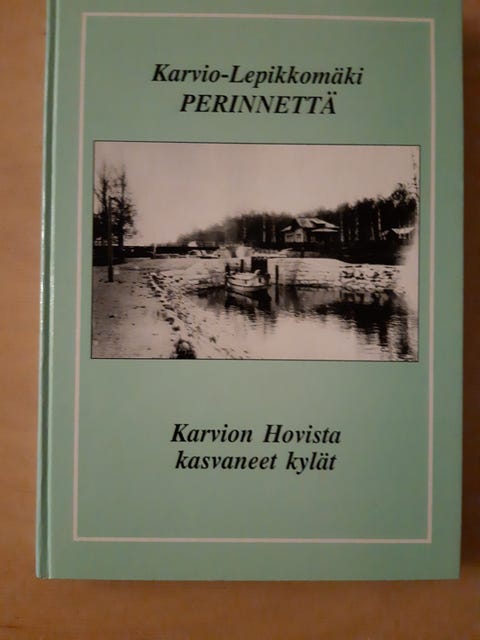 Karvio-Lepikkomäki
PERINNETTÄ
Karvion Hovista
kasvaneet kylät